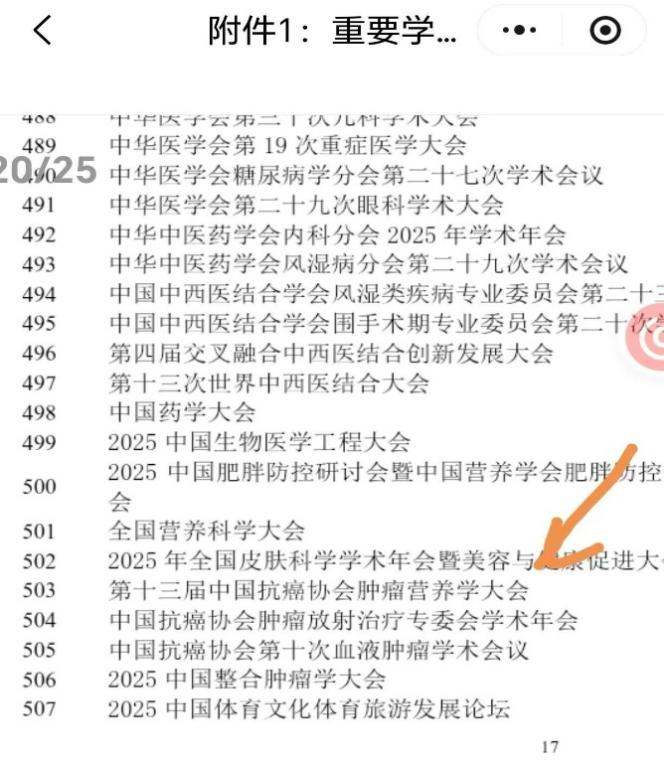 附件1：重要学...
488 中华医学会第三十次儿科学术大会
489 中华医学会第 19 次重症医学大会
20/25
490 中华医学会糖尿病学分会第二十七次学术会议
491 中华医学会第二十九次眼科学术大会
492 中华中医药学会内科分会 2025 年学术年会
493 中华中医药学会风湿病分会第二十九次学术会议
494 中国中西医结合学会风湿类疾病专业委员会第二十三
495 中国中西医结合学会围手术期专业委员会第二十次学
496 第四届交叉融合中西医结合创新发展大会
497 第十三次世界中西医结合大会
498 中国药学大会
499 2025 中国生物医学工程大会
500 2025 中国肥胖防控研讨会暨中国营养学会肥胖防控
会
501 全国营养科学大会
502 2025 年全国皮肤科学学术年会暨美容与健康促进大会
503 第十三届中国抗癌协会肿瘤营养学大会
504 中国抗癌协会肿瘤放射治疗专委会学术年会
505 中国抗癌协会第十次血液肿瘤学术会议
506 2025 中国整合肿瘤学大会
507 2025 中国体育文化体育旅游发展论坛
17